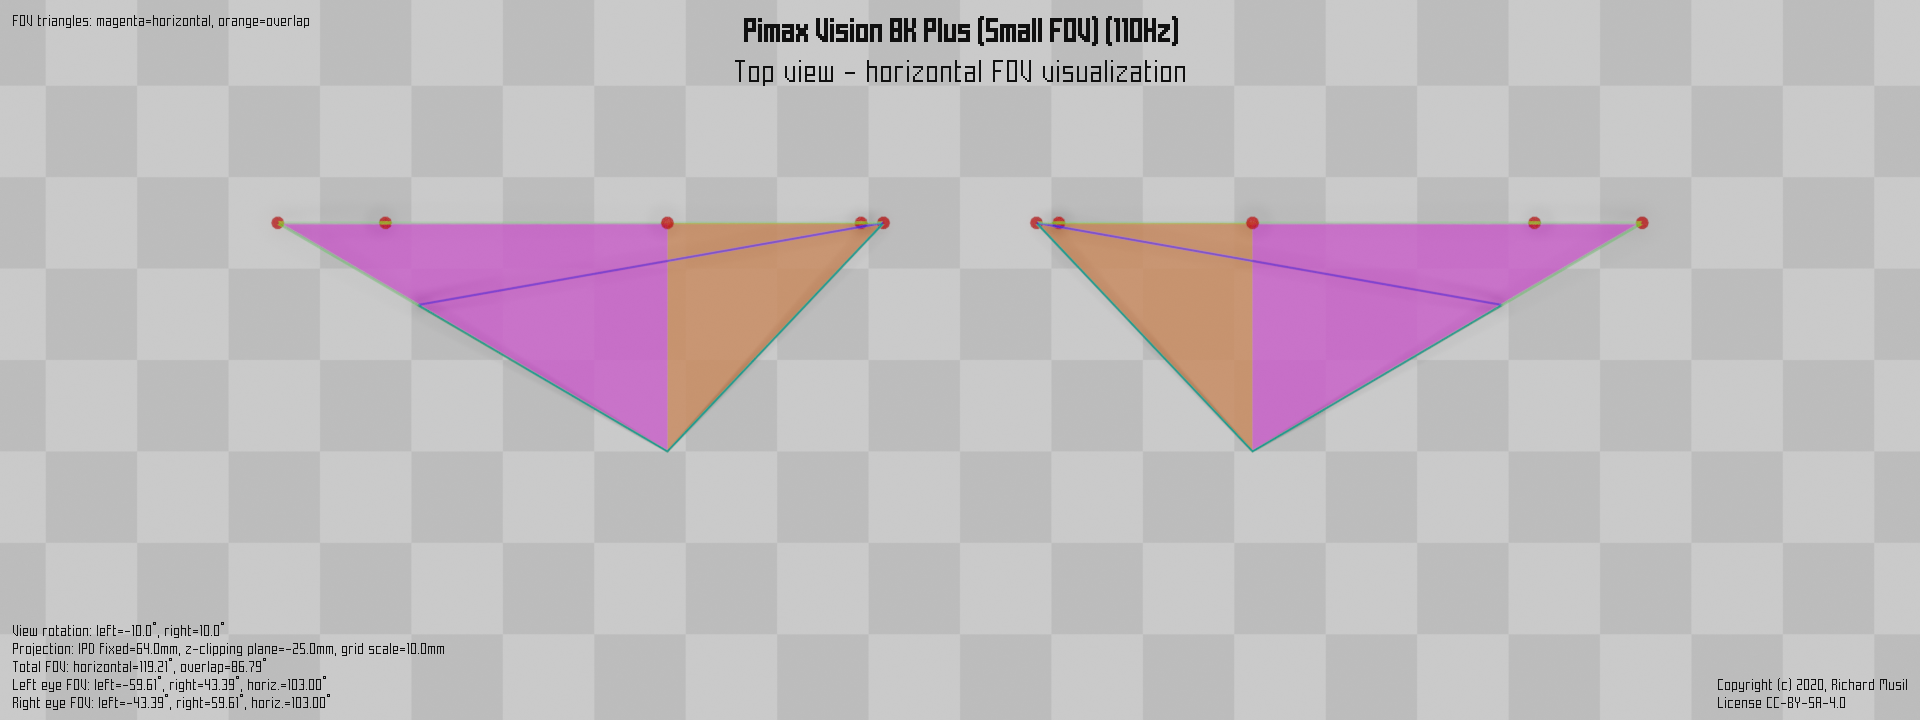 FOV triangles: magenta=horizontal, orange=overlap
Pimax Vision 8K Plus (Small FOV) (110Hz)
Top view - horizontal FOV visualization
View rotation: left=-10.0°, right=10.0°
Projection: IPD fixed=64.0mm, z-clipping plane=-25.0mm, grid scale=10.0mm
Total FOV: horizontal=119.21°, overlap=86.79°
Left eye FOV: left=-59.61°, right=43.39°, horiz.=103.00°
Right eye FOV: left=-43.39°, right=59.61°, horiz.=103.00°
Copyright (c) 2020, Richard Musil
License CC-BY-SA-4.0